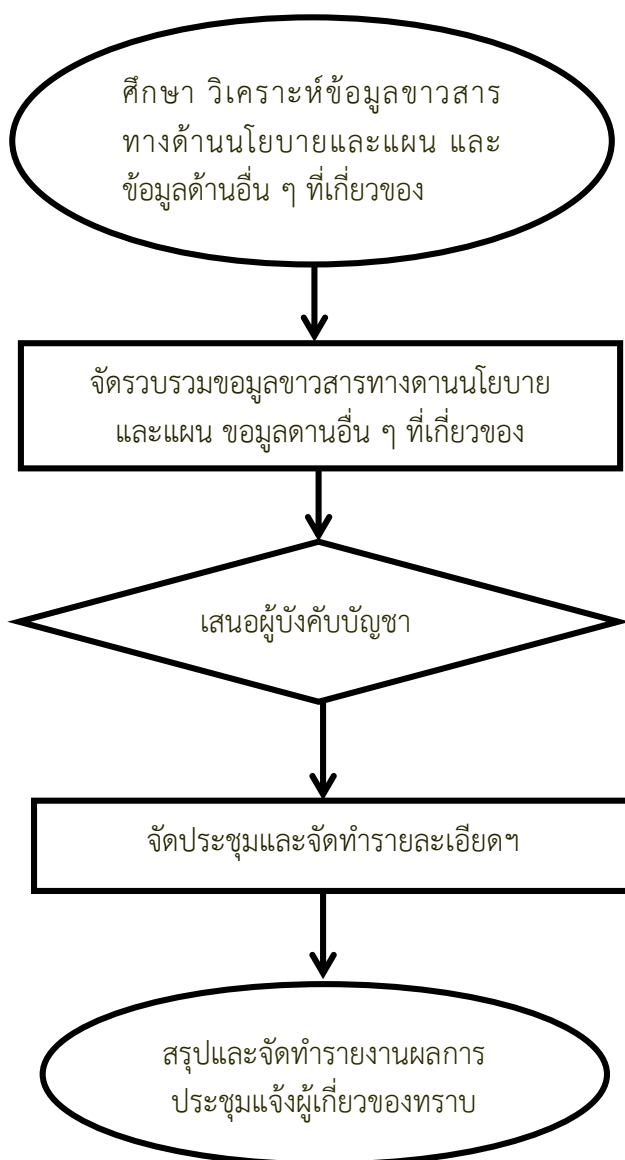 ศึกษา วิเคราะห์ข้อมูลขาวสาร
ทางด้านนโยบายและแผน และ
ข้อมูลด้านอื่น ๆ ที่เกี่ยวของ
จัดรวบรวมขอมูลขาวสารทางดานนโยบาย
และแผน ขอมูลดานอื่น ๆ ที่เกี่ยวของ
เสนอผู้บังคับบัญชา
จัดประชุมและจัดทำรายละเอียดฯ
สรุปและจัดทำรายงานผลการ
ประชุมแจ้งผู้เกี่ยวของทราบ